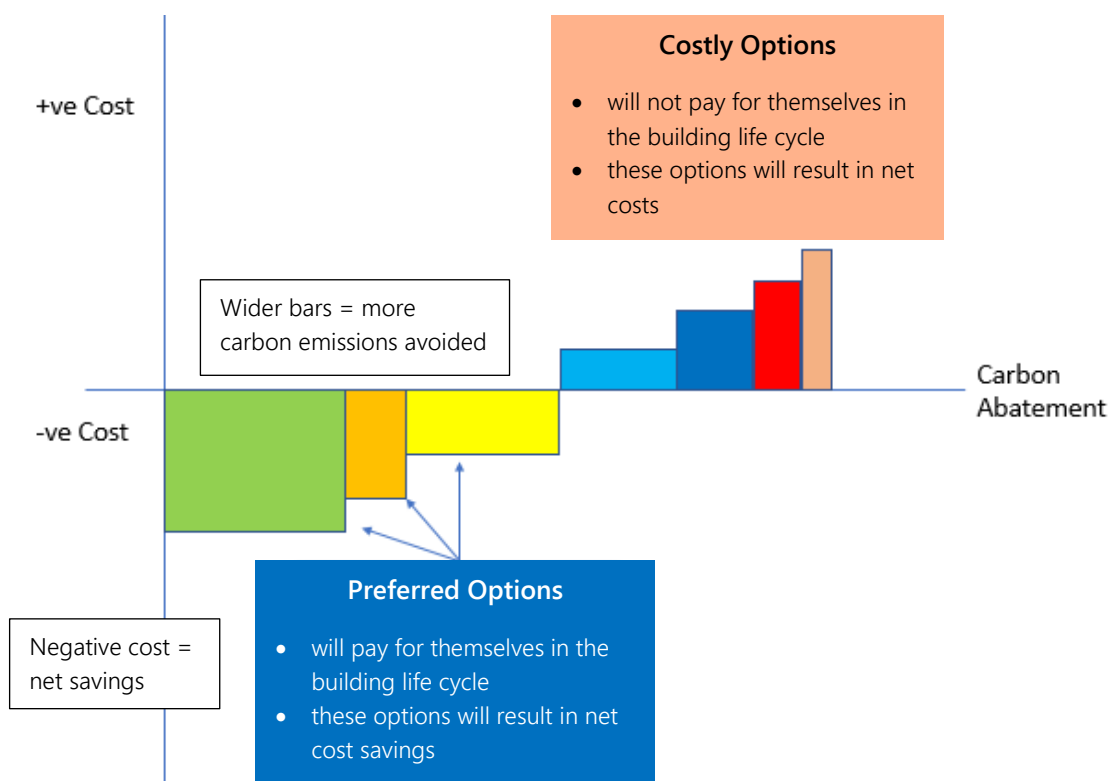 Costly Options
• will not pay for themselves in
the building life cycle
• these options will result in net
costs
+ve Cost
Wider bars = more
carbon emissions avoided
Carbon
Abatement
-ve Cost
Preferred Options
• will pay for themselves in the
building life cycle
• these options will result in net
cost savings
Negative cost =
net savings